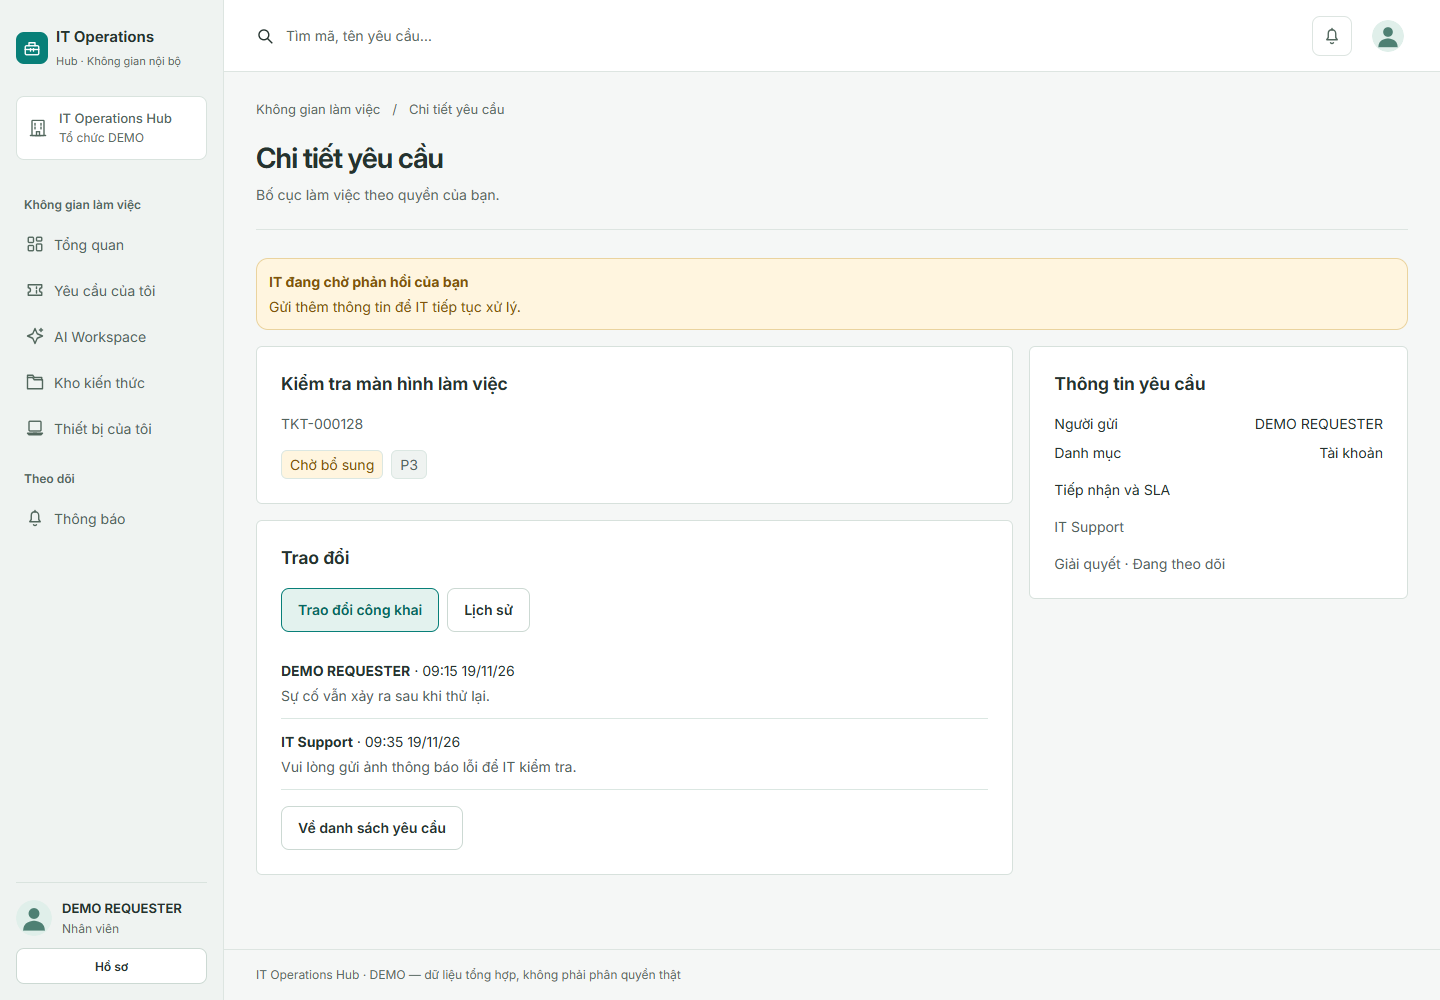 IT Operations
Hub · Không gian nội bộ
IT Operations Hub
Tổ chức DEMO
Không gian làm việc
Tổng quan
Yêu cầu của tôi
AI Workspace
Kho kiến thức
Thiết bị của tôi
Theo dõi
Thông báo
DEMO REQUESTER
Nhân viên
Hồ sơ
Tìm mã, tên yêu cầu...
Không gian làm việc / Chi tiết yêu cầu
Chi tiết yêu cầu
Bố cục làm việc theo quyền của bạn.
IT đang chờ phản hồi của bạn
Gửi thêm thông tin để IT tiếp tục xử lý.
Kiểm tra màn hình làm việc
TKT-000128
Chờ bổ sung P3
Trao đổi
Trao đổi công khai Lịch sử
DEMO REQUESTER · 09:15 19/11/26
Sự cố vẫn xảy ra sau khi thử lại.
IT Support · 09:35 19/11/26
Vui lòng gửi ảnh thông báo lỗi để IT kiểm tra.
Về danh sách yêu cầu
Thông tin yêu cầu
Người gửi DEMO REQUESTER
Danh mục Tài khoản
Tiếp nhận và SLA
IT Support
Giải quyết · Đang theo dõi
IT Operations Hub · DEMO — dữ liệu tổng hợp, không phải phân quyền thật